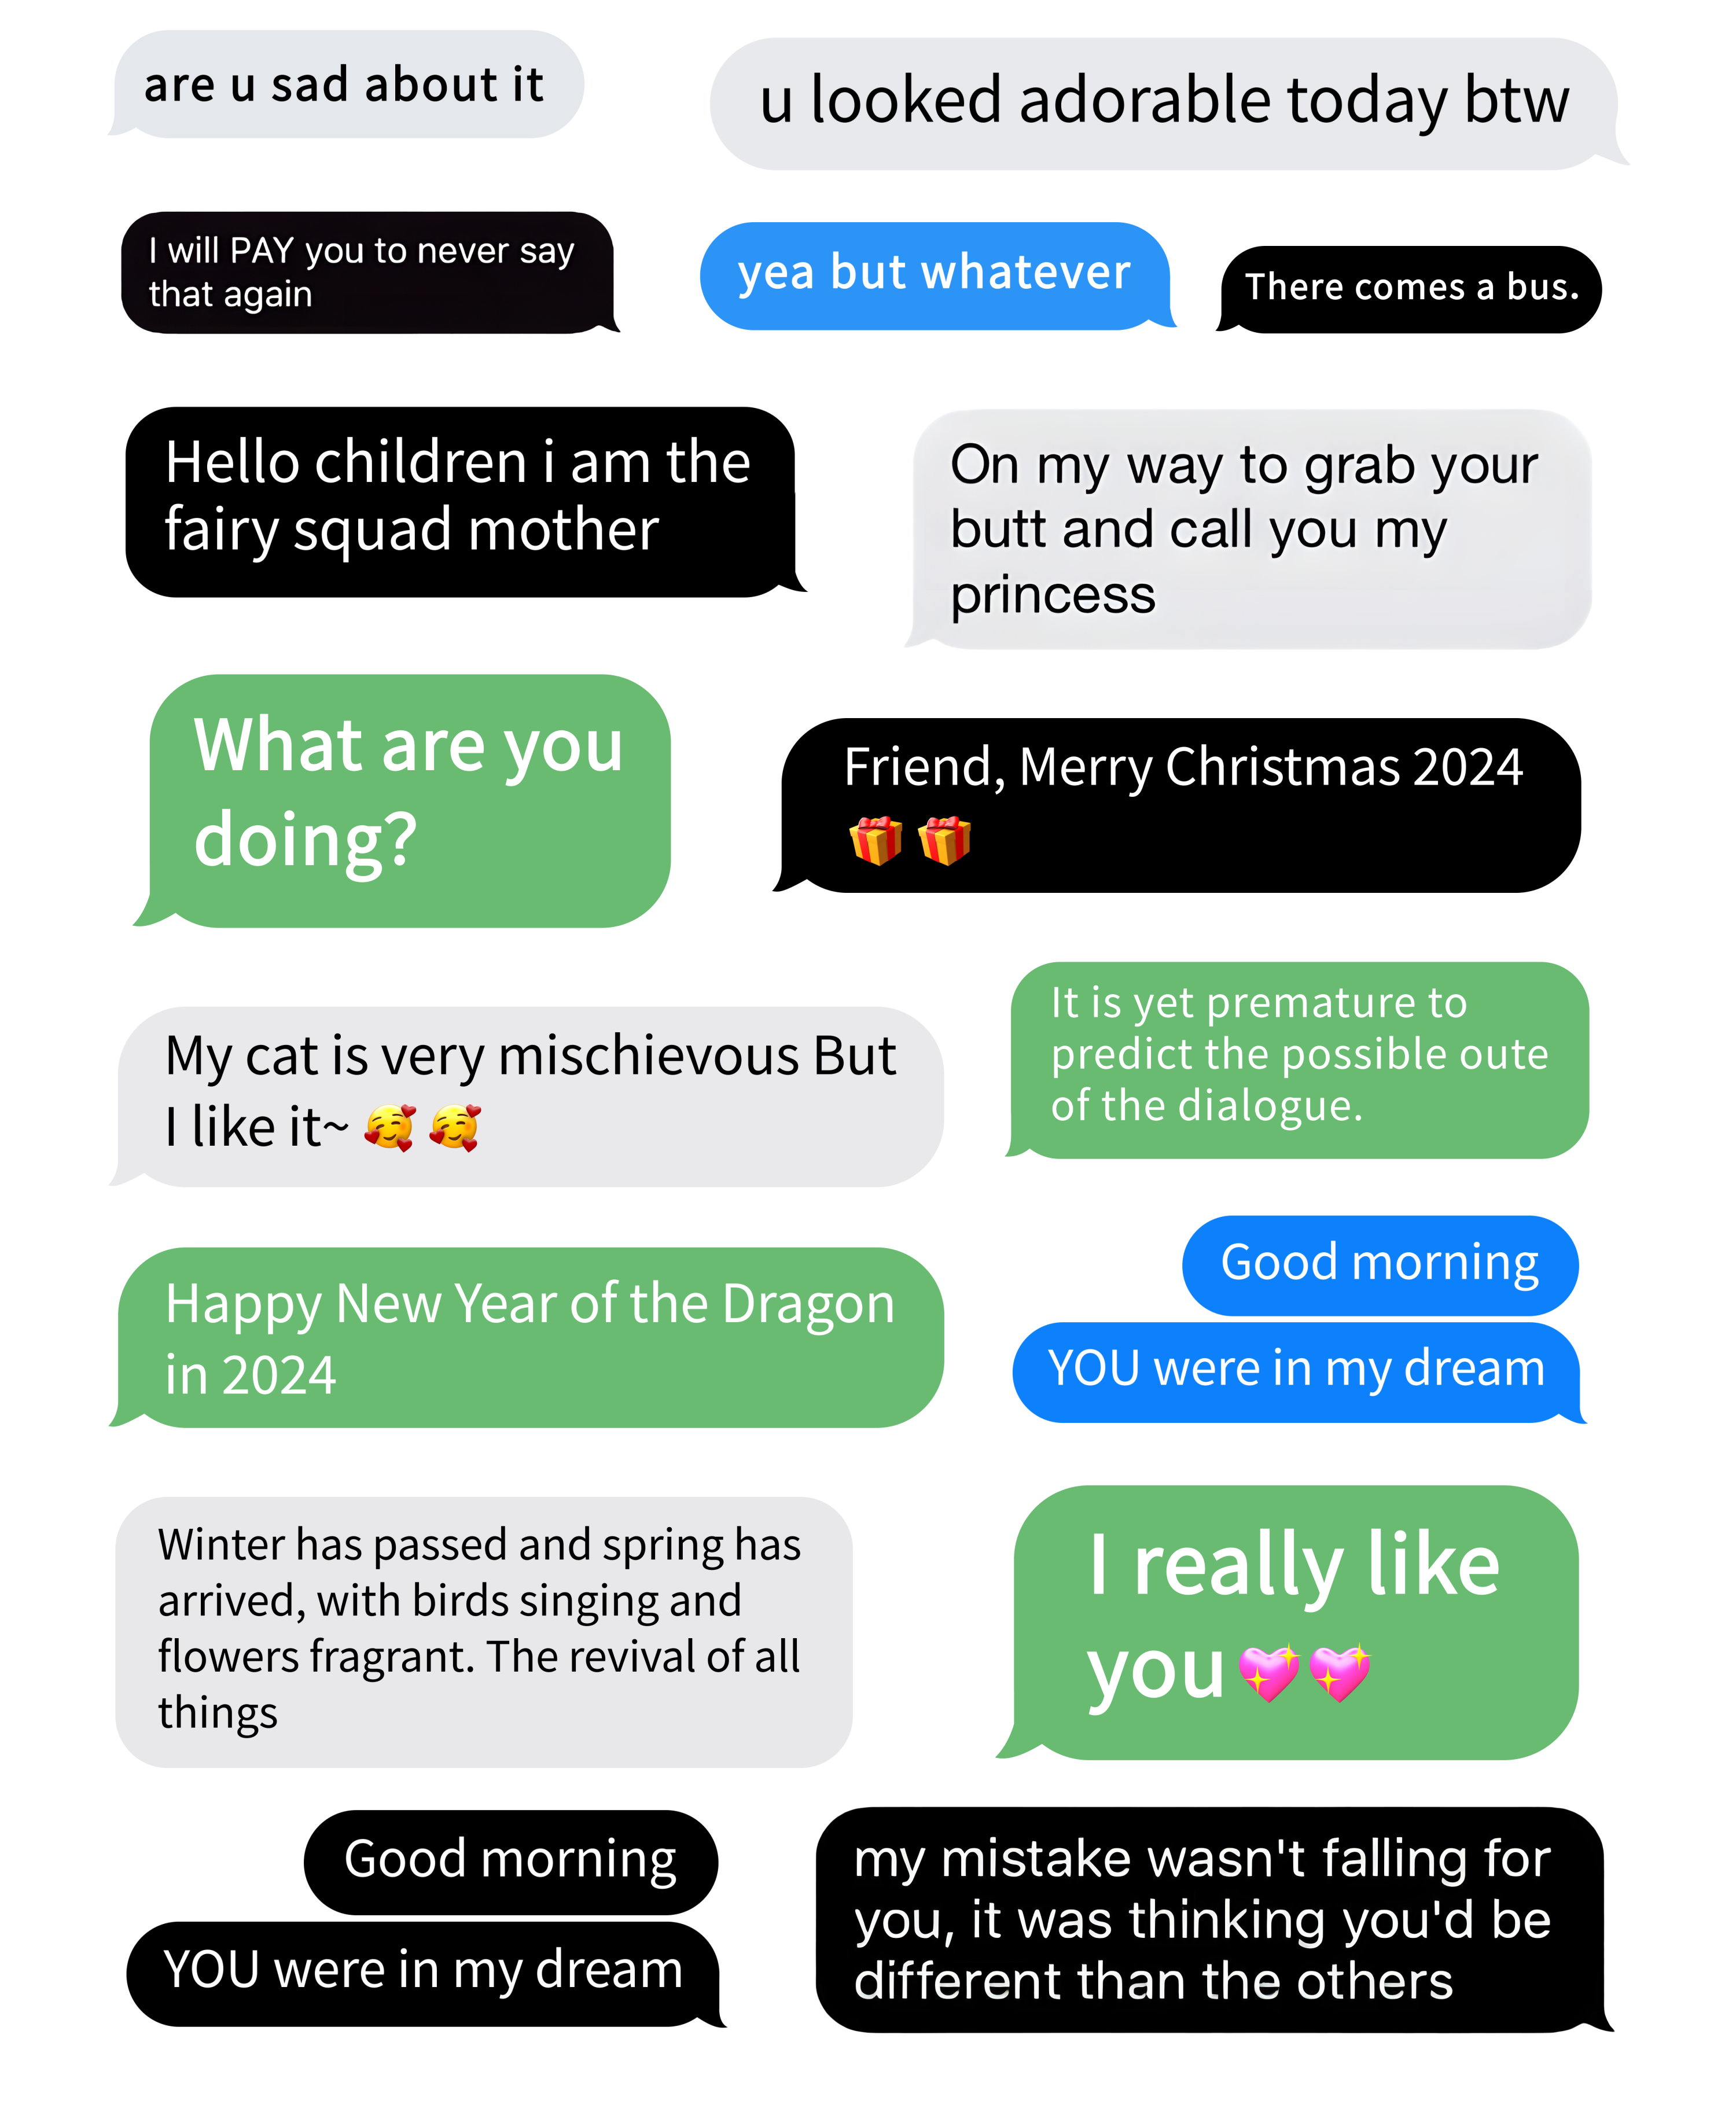 are u sad about it
u looked adorable today btw
I will PAY you to never say
that again
yea but whatever
There comes a bus.
Hello children i am the
fairy squad mother
On my way to grab your
butt and call you my
princess
What are you
doing?
Friend, Merry Christmas 2024
🎁🎁
My cat is very mischievous But
I like it~ 🥰🥰
It is yet premature to
predict the possible oute
of the dialogue.
Happy New Year of the Dragon
in 2024
Good morning
YOU were in my dream
Winter has passed and spring has
arrived, with birds singing and
flowers fragrant. The revival of all
things
I really like
you💖💖
Good morning
YOU were in my dream
my mistake wasn't falling for
you, it was thinking you'd be
different than the others